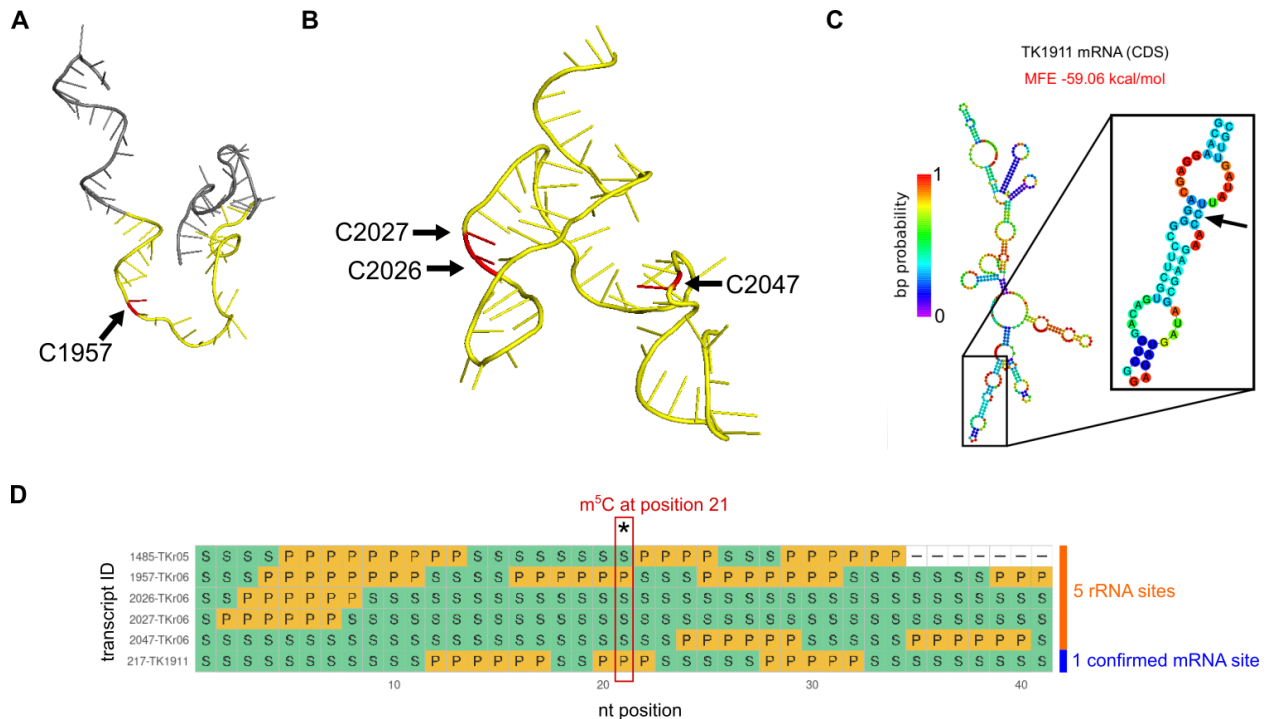 A
C1957
B
C2027
C2026
C2047
C
TK1911 mRNA (CDS)
MFE -59.06 kcal/mol
1
bp probability
0
D
m⁵C at position 21
*
transcript ID
1485-TKr05 S S S S P P P P P P P P P S S S S S S S S P P P P S S S P P P P P P – – – – – – –
1957-TKr06 S S S P P P P P P P P S S S S P P P P P P S S S P P P P P P P S S S S S S S P P P
2026-TKr06 S S P P P P P P S S S S S S S S S S S S S S S S S S S S S S S S S S S S S S S S S
2027-TKr06 S P P P P P P S S S S S S S S S S S S S S S S S S S S S S S S S S S S S S S S S S
2047-TKr06 S S S S S S S S S S S S S S S S S S S S S S S P P P P P P S S S S S P P P P P P S
217-TK1911 S S S S S S S S S S S P P P P P P S S P P P S S S S S P P P P P S S S S S S S S S
5 rRNA sites
1 confirmed mRNA site
10 20 30 40
nt position